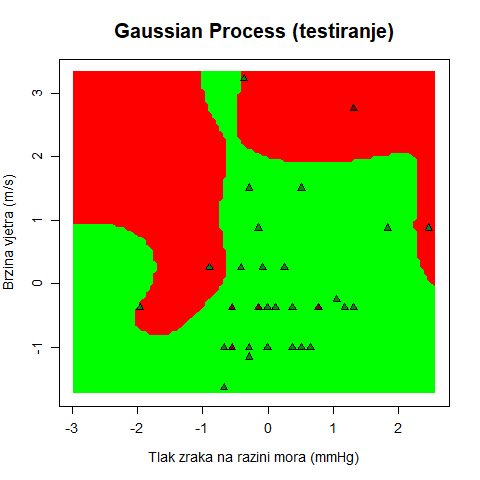 Gaussian Process (testiranje)
Brzina vjetra (m/s)
3
2
1
0
-1
-3 -2 -1 0 1 2
Tlak zraka na razini mora (mmHg)